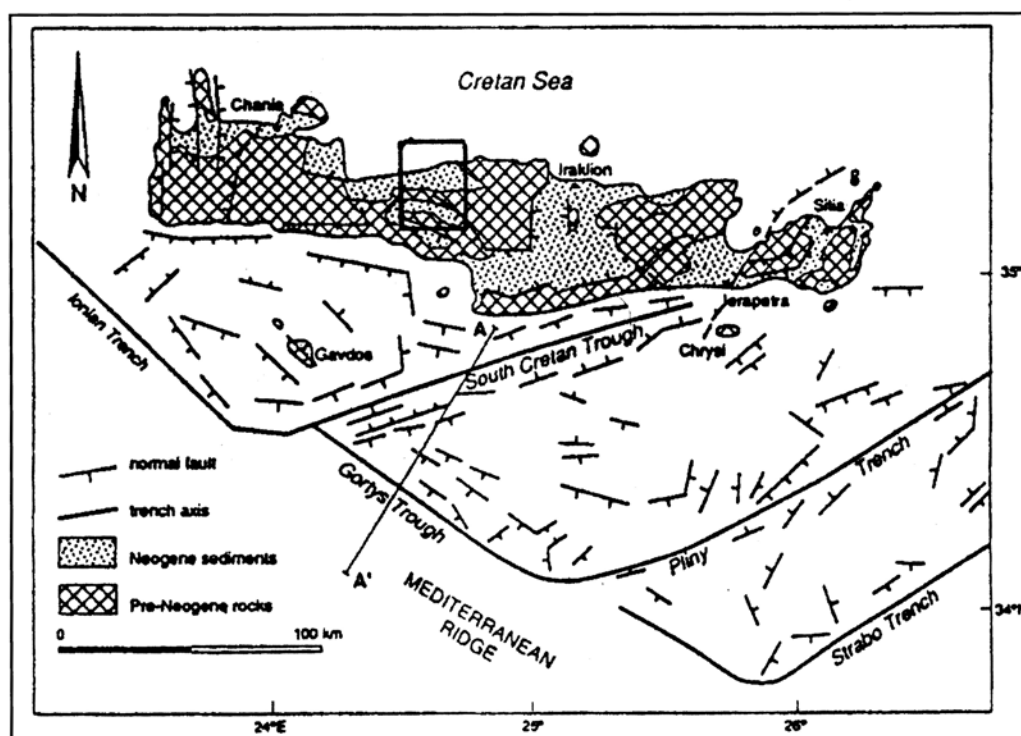 Cretan Sea
Chania
N
Iraklion
Sitia
35°
Ionian Trench
Gavdos
A
South Cretan Trough
Ierapetra
Chrysi
normal fault
trench axis
Neogene sediments
Pre-Neogene rocks
0 100 km
Gortys Trough
A'
MEDITERRANEAN
RIDGE
Pliny
Trench
Strabo Trench
34°
24°E
25°
26°